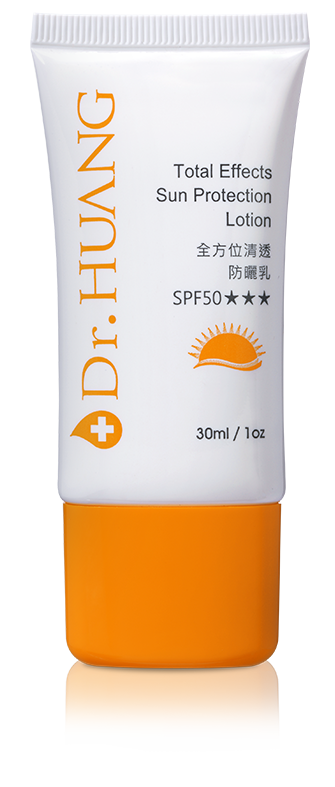 Dr.HUANG
Total Effects
Sun Protection
Lotion
全方位清透
防曬乳
SPF50★★★
30ml / 1oz